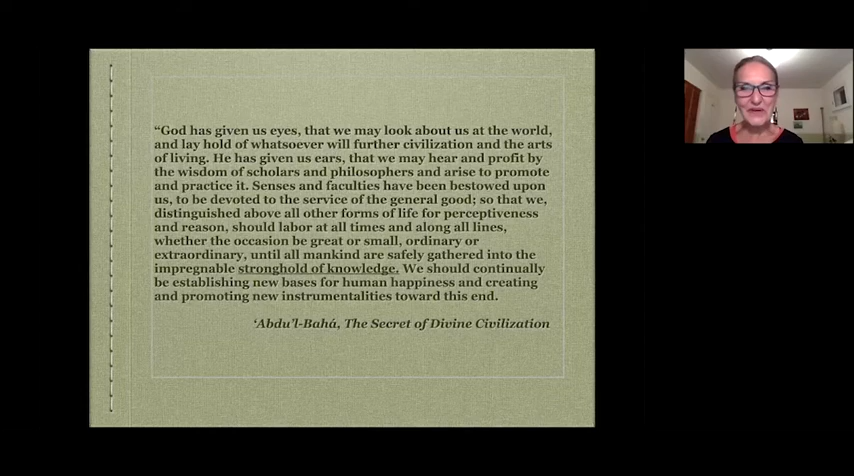 “God has given us eyes, that we may look about us at the world,
and lay hold of whatsoever will further civilization and the arts
of living. He has given us ears, that we may hear and profit by
the wisdom of scholars and philosophers and arise to promote
and practice it. Senses and faculties have been bestowed upon
us, to be devoted to the service of the general good; so that we,
distinguished above all other forms of life for perceptiveness
and reason, should labor at all times and along all lines,
whether the occasion be great or small, ordinary or
extraordinary, until all mankind are safely gathered into the
impregnable stronghold of knowledge. We should continually
be establishing new bases for human happiness and creating
and promoting new instrumentalities toward this end.
‘Abdu’l-Bahá, The Secret of Divine Civilization